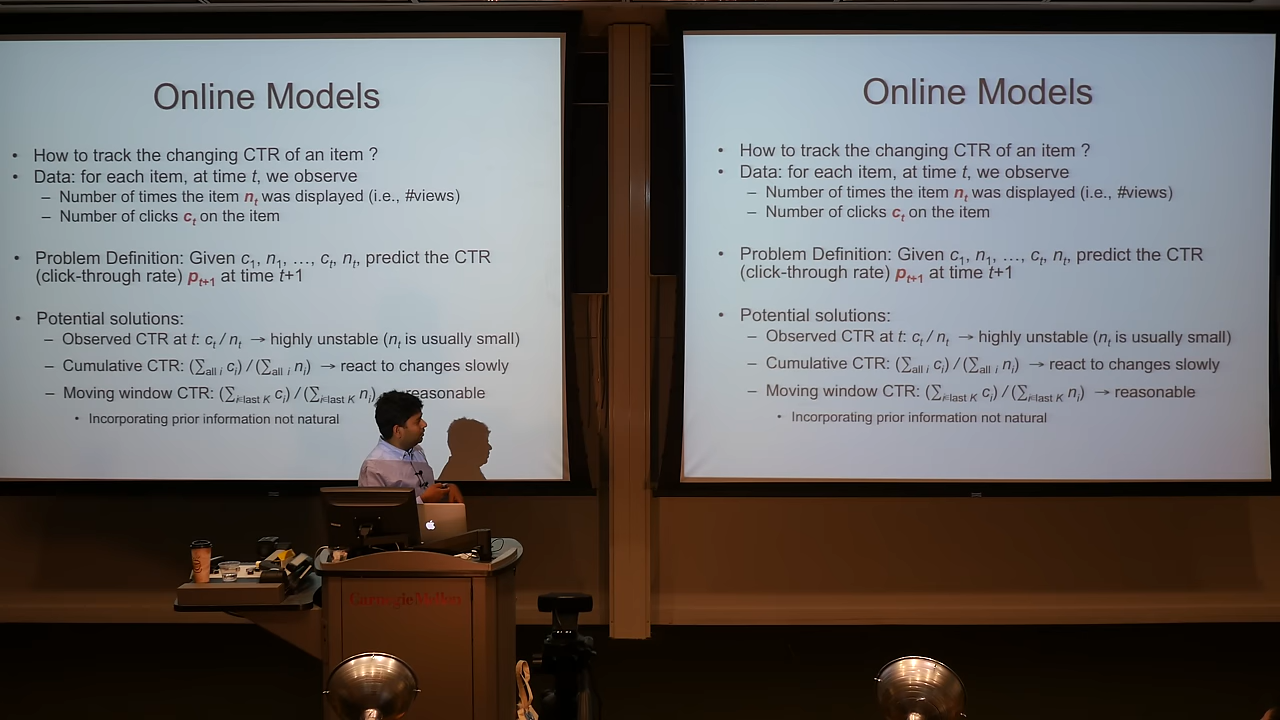 Online Models
• How to track the changing CTR of an item ?
• Data: for each item, at time t, we observe
– Number of times the item nₜ was displayed (i.e., #views)
– Number of clicks cₜ on the item
• Problem Definition: Given c₁, n₁, …, cₜ, nₜ, predict the CTR
(click-through rate) pₜ₊₁ at time t+1
• Potential solutions:
– Observed CTR at t: cₜ / nₜ → highly unstable (nₜ is usually small)
– Cumulative CTR: (∑all i cᵢ) / (∑all i nᵢ) → react to changes slowly
– Moving window CTR: (∑i∈last K cᵢ) / (∑i∈last K nᵢ) reasonable
• Incorporating prior information not natural
Online Models
• How to track the changing CTR of an item ?
• Data: for each item, at time t, we observe
– Number of times the item nₜ was displayed (i.e., #views)
– Number of clicks cₜ on the item
• Problem Definition: Given c₁, n₁, …, cₜ, nₜ, predict the CTR
(click-through rate) pₜ₊₁ at time t+1
• Potential solutions:
– Observed CTR at t: cₜ / nₜ → highly unstable (nₜ is usually small)
– Cumulative CTR: (∑all i cᵢ) / (∑all i nᵢ) → react to changes slowly
– Moving window CTR: (∑i∈last K cᵢ) / (∑i∈last K nᵢ) → reasonable
• Incorporating prior information not natural
Carnegie Mellon